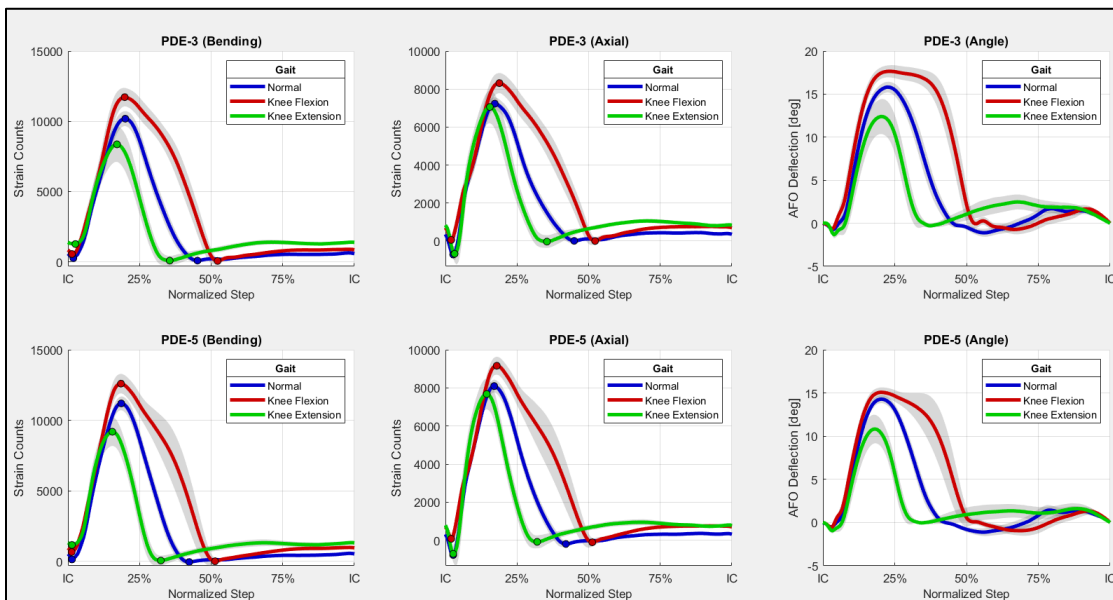 PDE-3 (Bending)
15000
10000
5000
0
Strain Counts
IC 25% 50% 75% IC
Normalized Step
Gait
Normal
Knee Flexion
Knee Extension
PDE-3 (Axial)
10000
8000
6000
4000
2000
0
Strain Counts
IC 25% 50% 75% IC
Normalized Step
Gait
Normal
Knee Flexion
Knee Extension
PDE-3 (Angle)
20
15
10
5
0
-5
AFO Deflection [deg]
IC 25% 50% 75% IC
Normalized Step
Gait
Normal
Knee Flexion
Knee Extension
PDE-5 (Bending)
15000
10000
5000
0
Strain Counts
IC 25% 50% 75% IC
Normalized Step
Gait
Normal
Knee Flexion
Knee Extension
PDE-5 (Axial)
10000
8000
6000
4000
2000
0
Strain Counts
IC 25% 50% 75% IC
Normalized Step
Gait
Normal
Knee Flexion
Knee Extension
PDE-5 (Angle)
20
15
10
5
0
-5
AFO Deflection [deg]
IC 25% 50% 75% IC
Normalized Step
Gait
Normal
Knee Flexion
Knee Extension